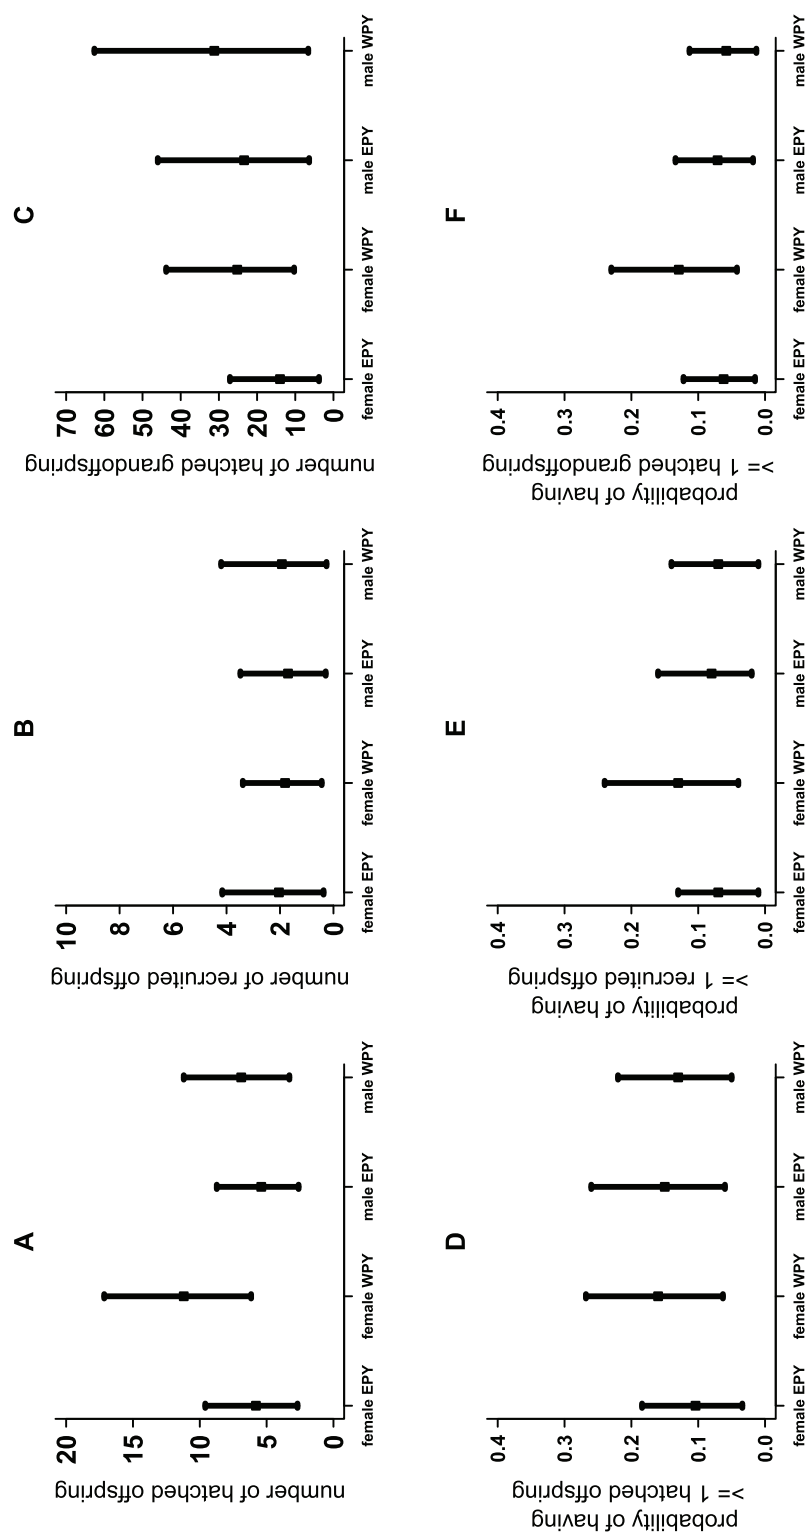 A
number of hatched offspring
20
15
10
5
0
female EPY
female WPY
male EPY
male WPY
B
number of recruited offspring
10
8
6
4
2
0
female EPY
female WPY
male EPY
male WPY
C
number of hatched grandoffspring
70
60
50
40
30
20
10
0
female EPY
female WPY
male EPY
male WPY
D
probability of having
>= 1 hatched offspring
0.4
0.3
0.2
0.1
0.0
female EPY
female WPY
male EPY
male WPY
E
probability of having
>= 1 recruited offspring
0.4
0.3
0.2
0.1
0.0
female EPY
female WPY
male EPY
male WPY
F
probability of having
>= 1 hatched grandoffspring
0.4
0.3
0.2
0.1
0.0
female EPY
female WPY
male EPY
male WPY